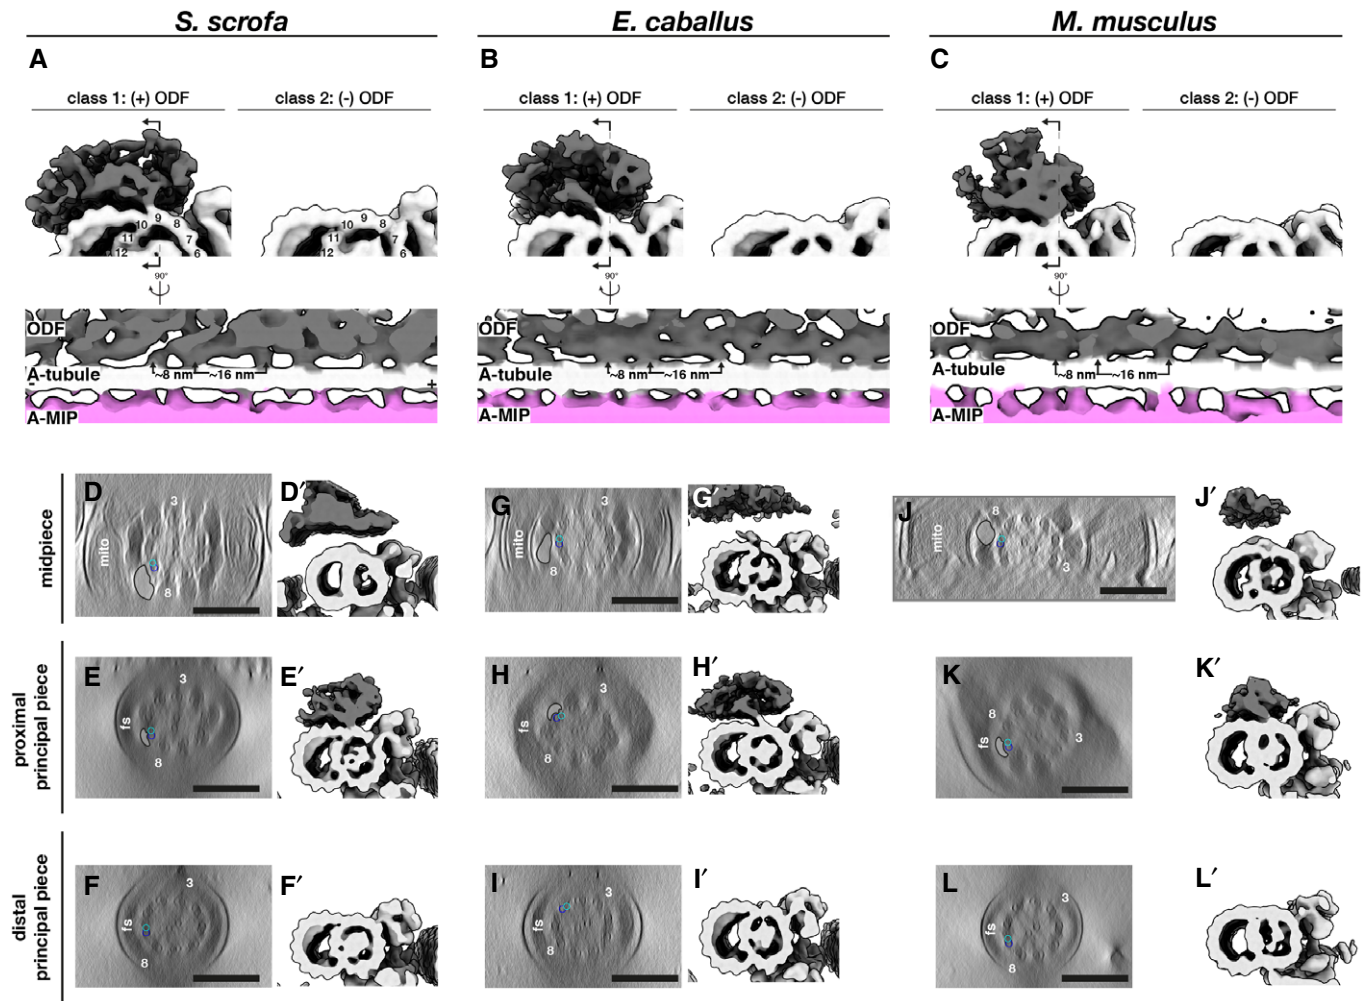 S. scrofa
E. caballus
M. musculus
A
B
C
class 1: (+) ODF
class 2: (-) ODF
class 1: (+) ODF
class 2: (-) ODF
class 1: (+) ODF
class 2: (-) ODF
9
10
8
11
7
12
6
9
10
8
11
7
12
6
90°
90°
90°
ODF
~8 nm
~16 nm
A-tubule
-
+
A-MIP
ODF
~8 nm
~16 nm
A-tubule
A-MIP
ODF
~8 nm
~16 nm
A-tubule
A-MIP
midpiece
D
3
mito
8
D′
G
3
mito
8
G′
J
8
mito
3
J′
proximal
principal piece
E
3
fs
8
E′
H
3
fs
8
H′
K
8
fs
3
K′
distal
principal piece
F
3
fs
8
F′
I
3
fs
8
I′
L
3
fs
8
L′